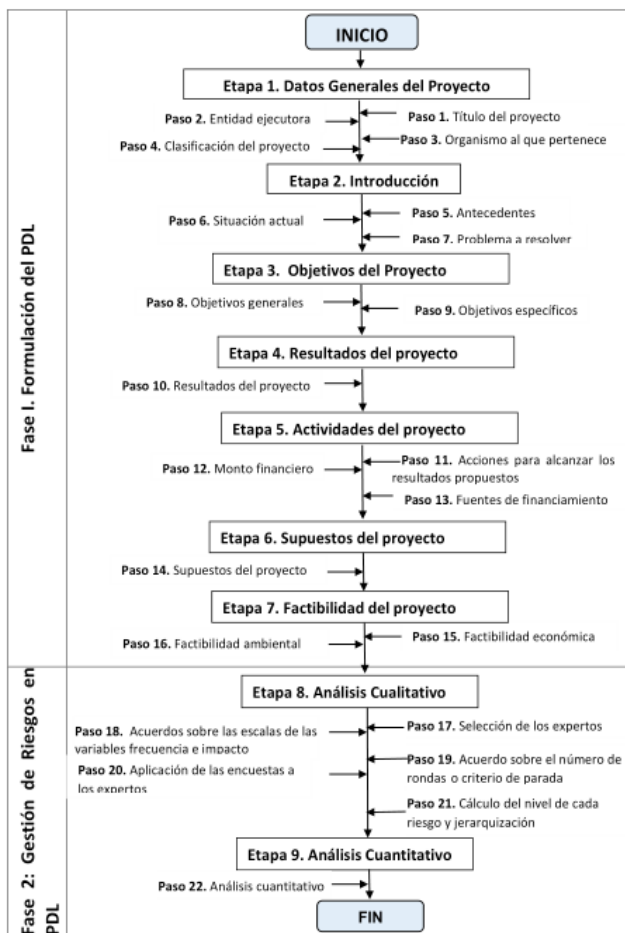 INICIO
Etapa 1. Datos Generales del Proyecto
Paso 1. Título del proyecto
Paso 2. Entidad ejecutora
Paso 3. Organismo al que pertenece
Paso 4. Clasificación del proyecto
Etapa 2. Introducción
Paso 5. Antecedentes
Paso 6. Situación actual
Paso 7. Problema a resolver
Etapa 3. Objetivos del Proyecto
Paso 8. Objetivos generales
Paso 9. Objetivos específicos
Etapa 4. Resultados del proyecto
Paso 10. Resultados del proyecto
Etapa 5. Actividades del proyecto
Paso 11. Acciones para alcanzar los
resultados propuestos
Paso 12. Monto financiero
Paso 13. Fuentes de financiamiento
Etapa 6. Supuestos del proyecto
Paso 14. Supuestos del proyecto
Etapa 7. Factibilidad del proyecto
Paso 15. Factibilidad económica
Paso 16. Factibilidad ambiental
Fase I. Formulación del PDL
Etapa 8. Análisis Cualitativo
Paso 17. Selección de los expertos
Paso 18. Acuerdos sobre las escalas de las
variables frecuencia e impacto
Paso 19. Acuerdo sobre el número de
rondas o criterio de parada
Paso 20. Aplicación de las encuestas a
los expertos
Paso 21. Cálculo del nivel de cada
riesgo y jerarquización
Etapa 9. Análisis Cuantitativo
Paso 22. Análisis cuantitativo
FIN
Fase 2: Gestión de Riesgos en
PDL